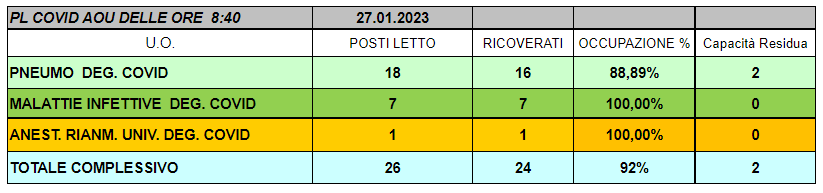 PL COVID AOU DELLE ORE 8:40 27.01.2023
U.O. POSTI LETTO RICOVERATI OCCUPAZIONE % Capacità Residua
PNEUMO DEG. COVID 18 16 88,89% 2
MALATTIE INFETTIVE DEG. COVID 7 7 100,00% 0
ANEST. RIANM. UNIV. DEG. COVID 1 1 100,00% 0
TOTALE COMPLESSIVO 26 24 92% 2